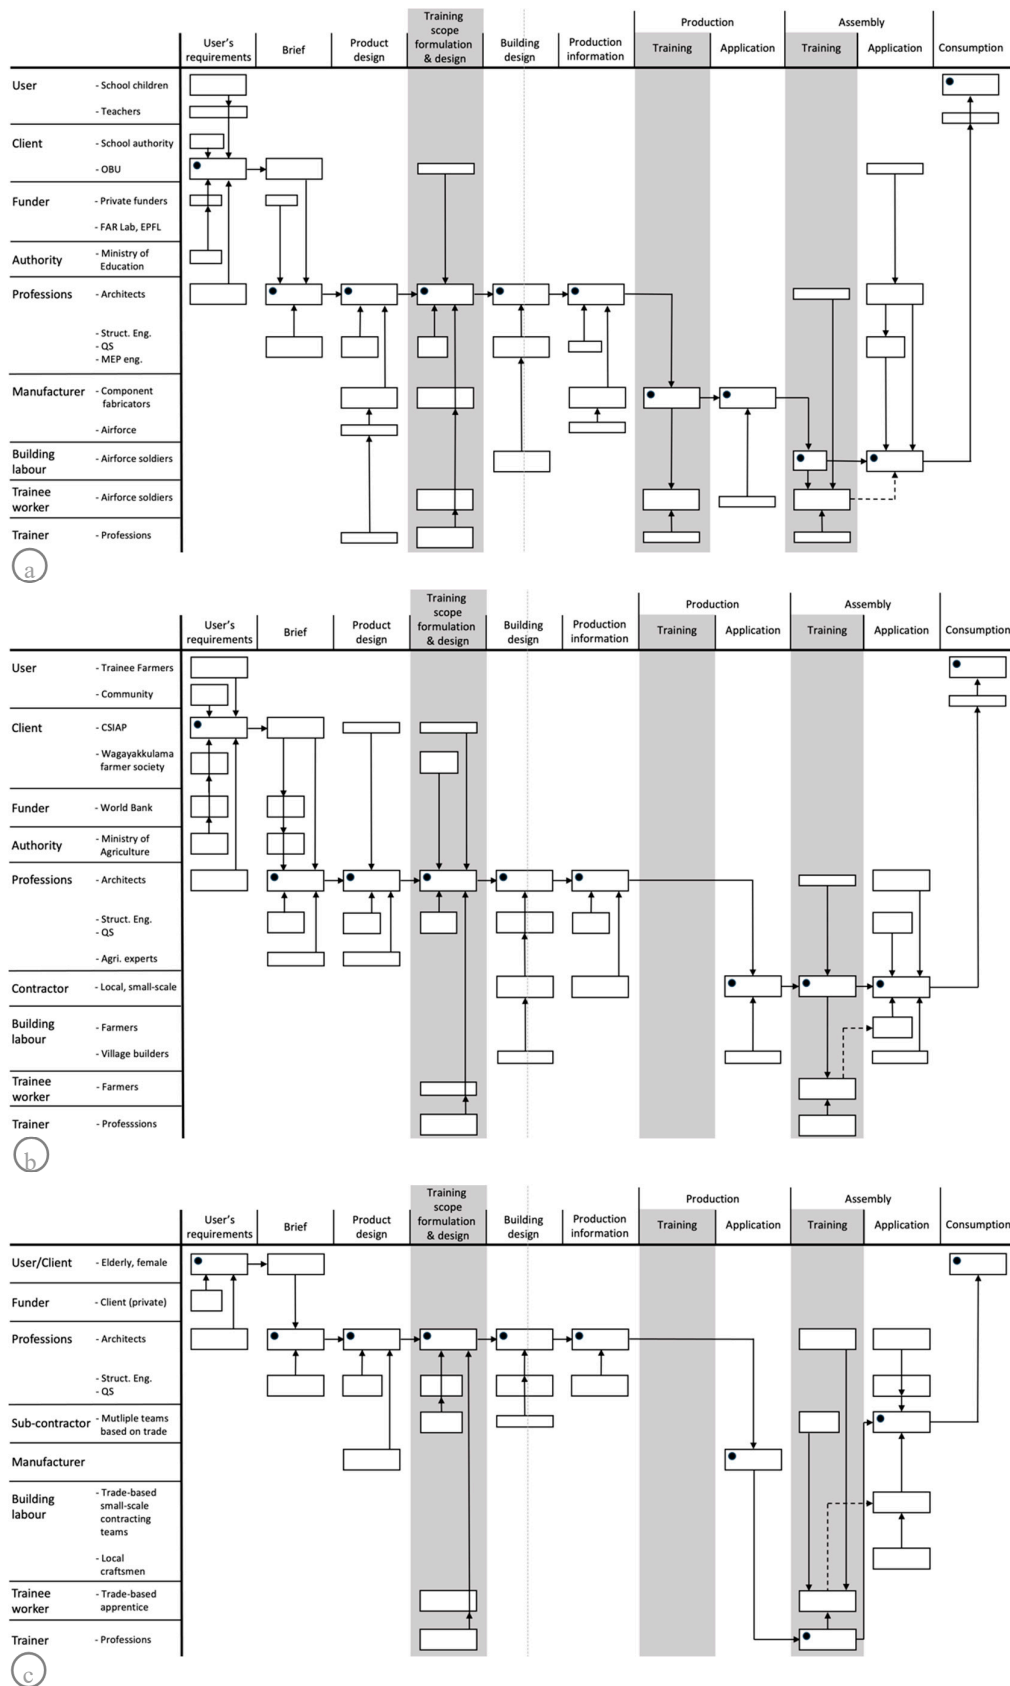 Training
scope
formulation
& design
Production
Assembly
User's
requirements
Brief
Product
design
Building
design
Production
information
Training
Application
Training
Application
Consumption
User
- School children
- Teachers
Client
- School authority
- OBU
Funder
- Private funders
- FAR Lab, EPFL
Authority
- Ministry of
Education
Professions
- Architects
- Struct. Eng.
- QS
- MEP eng.
Manufacturer
- Component
fabricators
- Airforce
Building
labour
- Airforce soldiers
Trainee
worker
- Airforce soldiers
Trainer
- Professions
a
Training
scope
formulation
& design
Production
Assembly
User's
requirements
Brief
Product
design
Building
design
Production
information
Training
Application
Training
Application
Consumption
User
- Trainee Farmers
- Community
Client
- CSIAP
- Wagayakkulama
farmer society
Funder
- World Bank
Authority
- Ministry of
Agriculture
Professions
- Architects
- Struct. Eng.
- QS
- Agri. experts
Contractor
- Local, small-scale
Building
labour
- Farmers
- Village builders
Trainee
worker
- Farmers
Trainer
- Professsions
b
Training
scope
formulation
& design
Production
Assembly
User's
requirements
Brief
Product
design
Building
design
Production
information
Training
Application
Training
Application
Consumption
User/Client
- Elderly, female
Funder
- Client (private)
Professions
- Architects
- Struct. Eng.
- QS
Sub-contractor
- Mutliple teams
based on trade
Manufacturer
Building
labour
- Trade-based
small-scale
contracting
teams
- Local
craftsmen
Trainee
worker
- Trade-based
apprentice
Trainer
- Professions
c